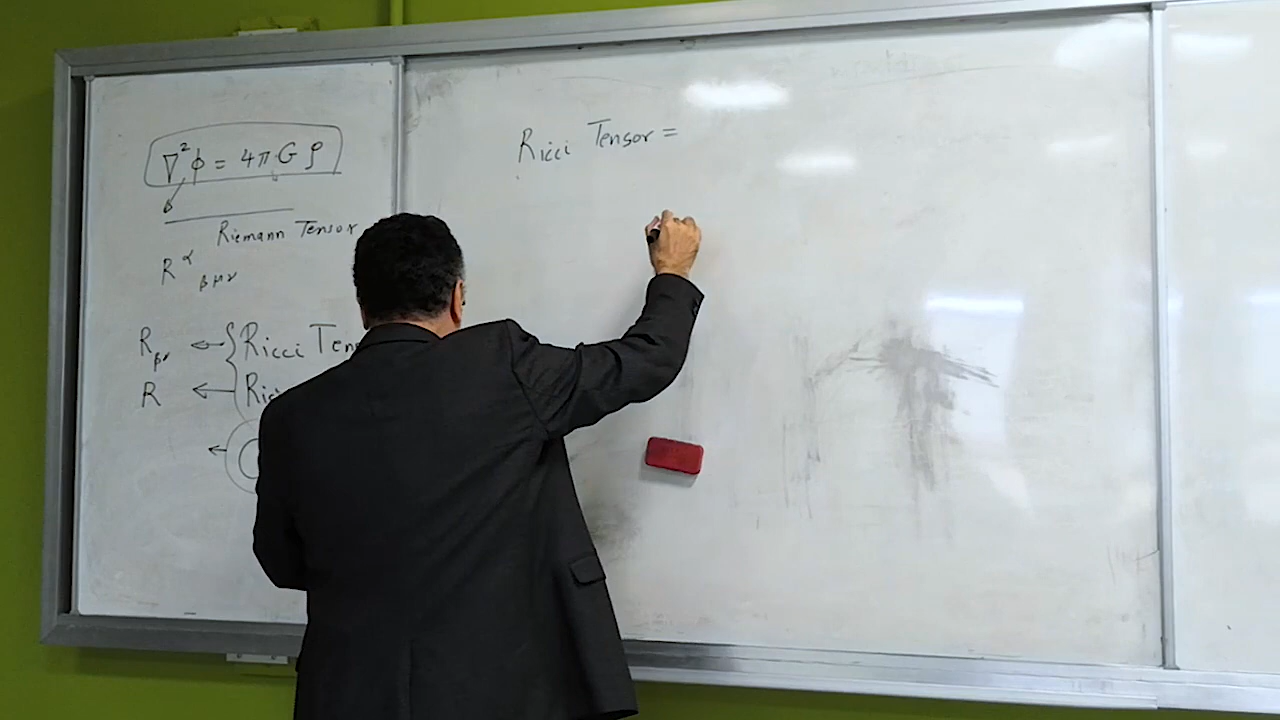 ∇²ϕ = 4πGρ
Riemann Tensor
R^α_βμν
R_βν ← { Ricci Ten
R ←
←
Ricci Tensor =